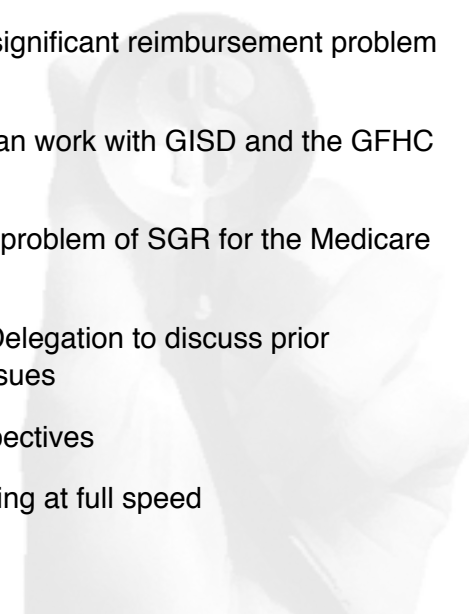 significant reimbursement problem
an work with GISD and the GFHC
problem of SGR for the Medicare
Delegation to discuss prior
sues
pectives
ing at full speed